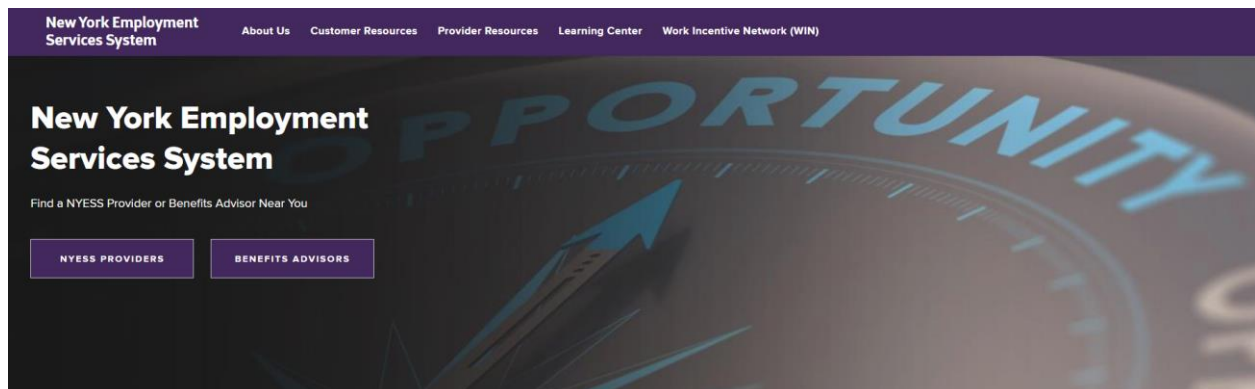 New York Employment
Services System
About Us Customer Resources Provider Resources Learning Center Work Incentive Network (WIN)
OPPORTUNITY
New York Employment
Services System
Find a NYESS Provider or Benefits Advisor Near You
NYESS PROVIDERS BENEFITS ADVISORS